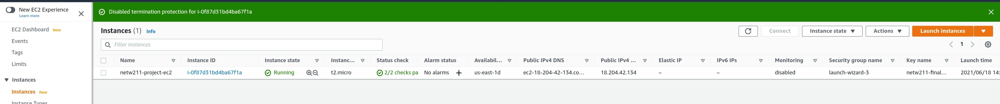 New EC2 Experience
Learn more
EC2 Dashboard New
Events
Tags
Limits
Instances
Instances New
Instance Types
Disabled termination protection for i-0f87d31bd4ba67f1a
Instances (1) Info
Connect Instance state Actions Launch instances
Filter instances
1
Name Instance ID Instance state Instanc... Status check Alarm status Availabil... Public IPv4 DNS Public IPv4 ... Elastic IP IPv6 IPs Monitoring Security group name Key name Launch time
netw211-project-ec2 i-0f87d31bd4ba67f1a Running t2.micro 2/2 checks pa No alarms + us-east-1d ec2-18-204-42-134.co... 18.204.42.134 – – disabled launch-wizard-3 netw211-final... 2021/06/18 14: